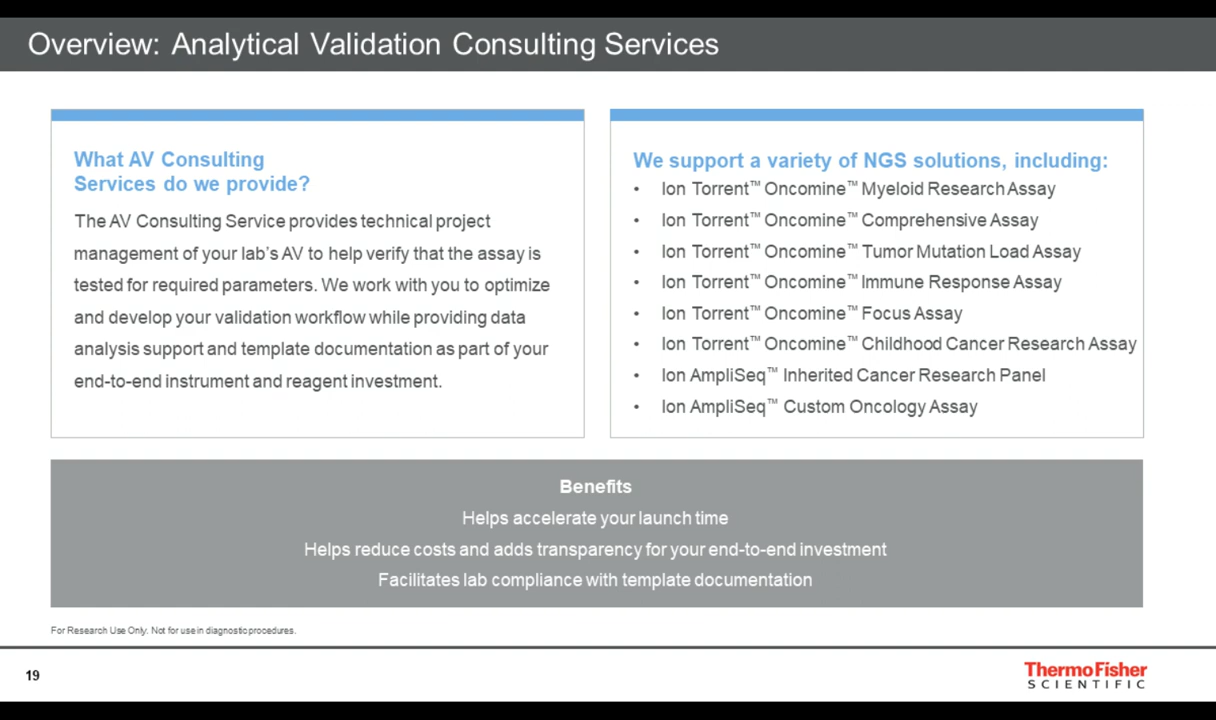 Overview: Analytical Validation Consulting Services
What AV Consulting
Services do we provide?
The AV Consulting Service provides technical project
management of your lab's AV to help verify that the assay is
tested for required parameters. We work with you to optimize
and develop your validation workflow while providing data
analysis support and template documentation as part of your
end-to-end instrument and reagent investment.
We support a variety of NGS solutions, including:
• Ion Torrent™ Oncomine™ Myeloid Research Assay
• Ion Torrent™ Oncomine™ Comprehensive Assay
• Ion Torrent™ Oncomine™ Tumor Mutation Load Assay
• Ion Torrent™ Oncomine™ Immune Response Assay
• Ion Torrent™ Oncomine™ Focus Assay
• Ion Torrent™ Oncomine™ Childhood Cancer Research Assay
• Ion AmpliSeq™ Inherited Cancer Research Panel
• Ion AmpliSeq™ Custom Oncology Assay
Benefits
Helps accelerate your launch time
Helps reduce costs and adds transparency for your end-to-end investment
Facilitates lab compliance with template documentation
For Research Use Only. Not for use in diagnostic procedures.
19
ThermoFisher
SCIENTIFIC